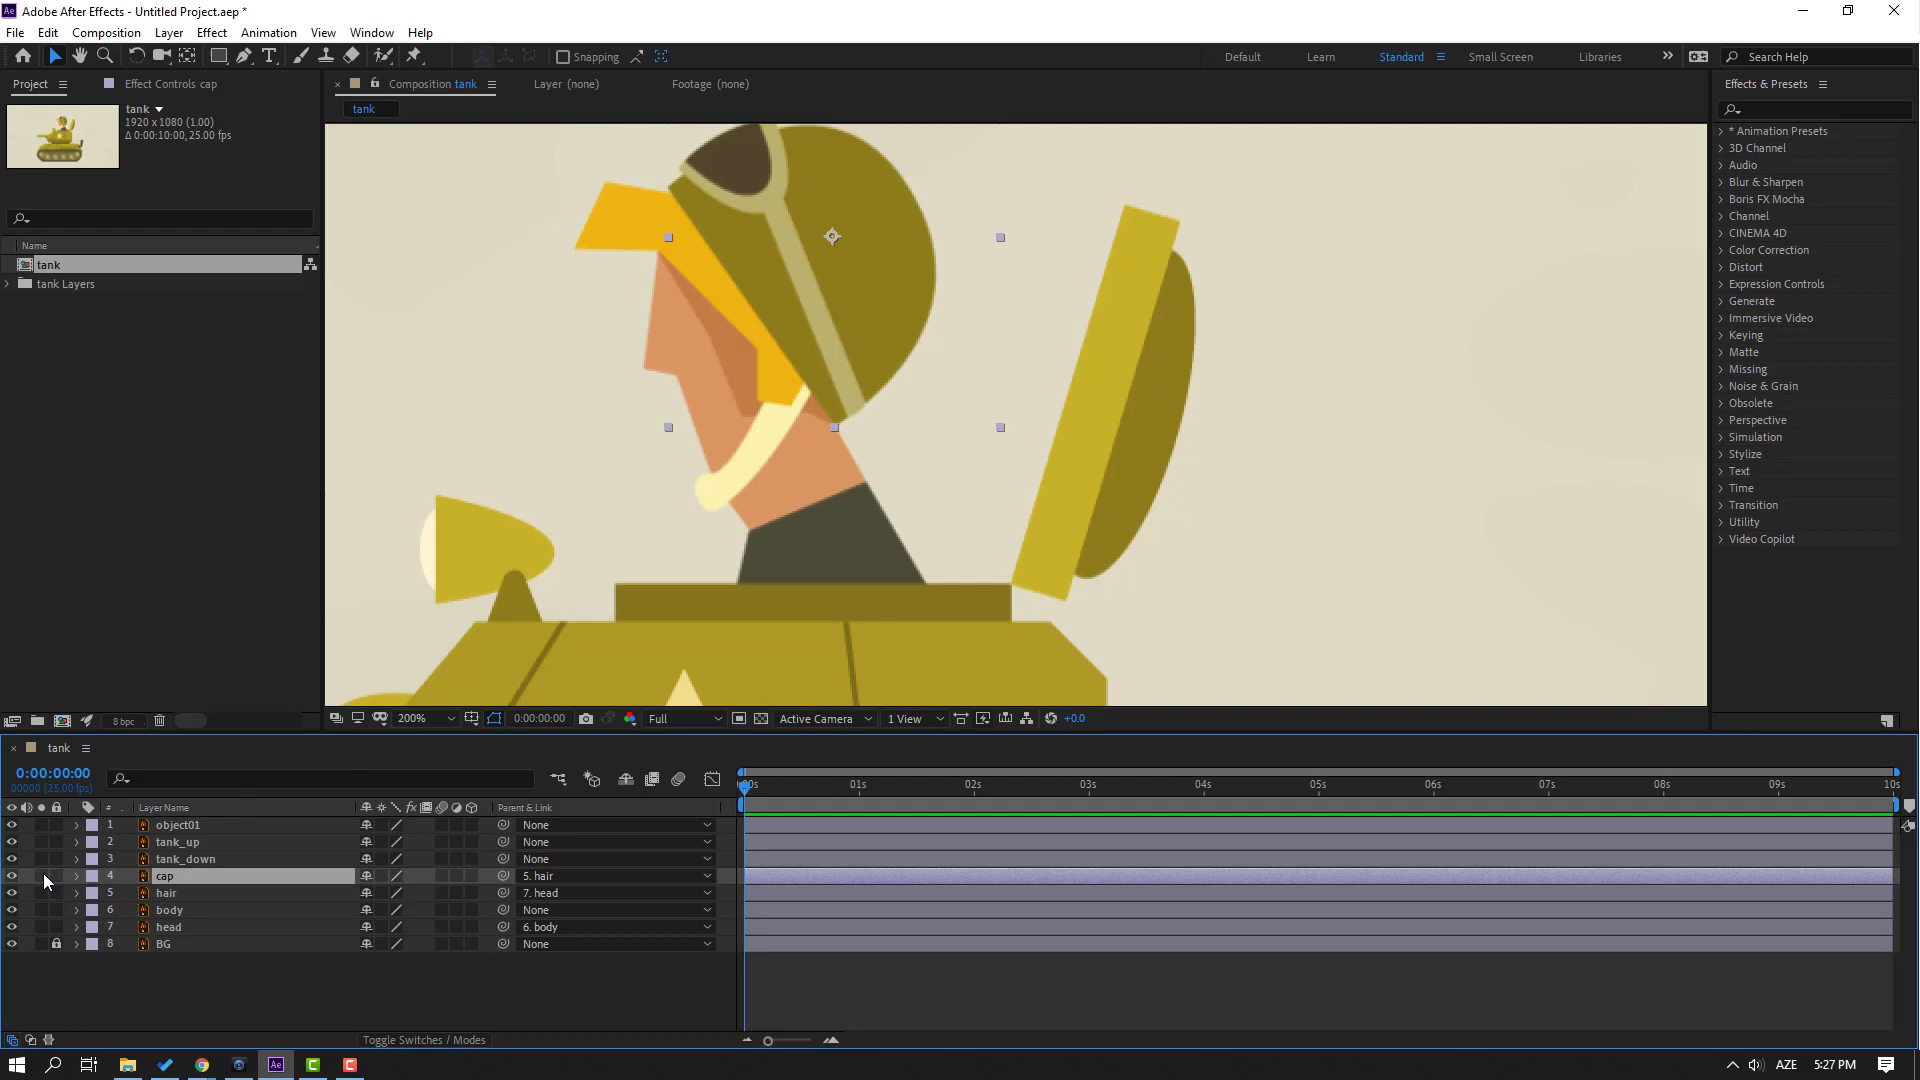 Adobe After Effects - Untitled Project.aep *
File Edit Composition Layer Effect Animation View Window Help
Snapping
Default Learn Standard Small Screen Libraries
Search Help
Project
Effect Controls cap
Composition tank
Layer (none)
Footage (none)
Effects & Presets
tank
1920 x 1080 (1.00)
Δ 0:00:10:00, 25.00 fps
tank
Name
tank
tank Layers
* Animation Presets
3D Channel
Audio
Blur & Sharpen
Boris FX Mocha
Channel
CINEMA 4D
Color Correction
Distort
Expression Controls
Generate
Immersive Video
Keying
Matte
Missing
Noise & Grain
Obsolete
Perspective
Simulation
Stylize
Text
Time
Transition
Utility
Video Copilot
8 bpc
200% 0:00:00:00 Full Active Camera 1 View +0.0
tank
0:00:00:00
00000 (25.00 fps)
01s 02s 03s 04s 05s 06s 07s 08s 09s 10s
# Layer Name Parent & Link
1 object01 None
2 tank_up None
3 tank_down None
4 cap 5. hair
5 hair 7. head
6 body None
7 head 6. body
8 BG None
Toggle Switches / Modes
Ae
AZE 5:27 PM